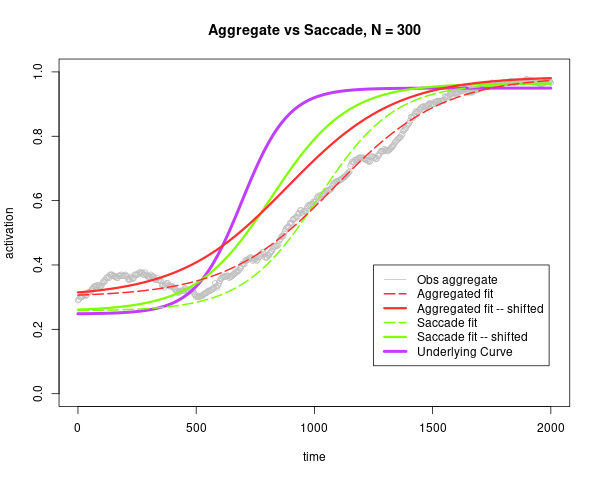 Aggregate vs Saccade, N = 300
activation
1.0
0.8
0.6
0.4
0.2
0.0
Obs aggregate
Aggregated fit
Aggregated fit -- shifted
Saccade fit
Saccade fit -- shifted
Underlying Curve
0
500
1000
1500
2000
time